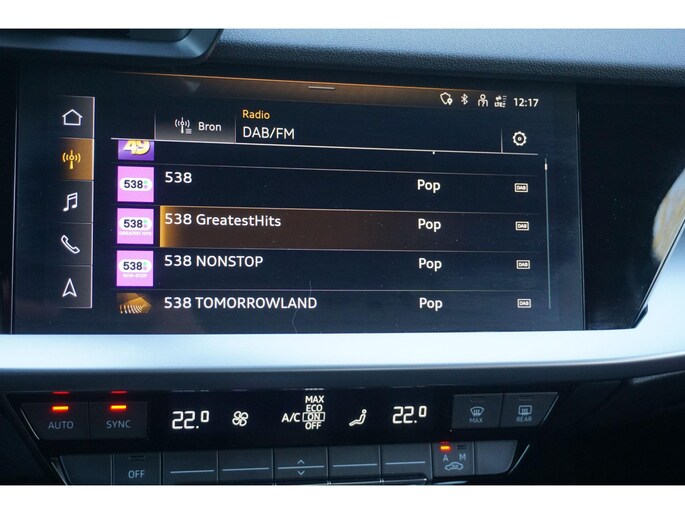 12:17
Radio
Bron
DAB/FM
49
538
538
Pop
DAB
538
538 GreatestHits
Pop
DAB
538
538 NONSTOP
Pop
DAB
538 TOMORROWLAND
Pop
DAB
AUTO
SYNC
22.0
A/C
MAX
ECO
ON
OFF
22.0
MAX
REAR
OFF
A
M